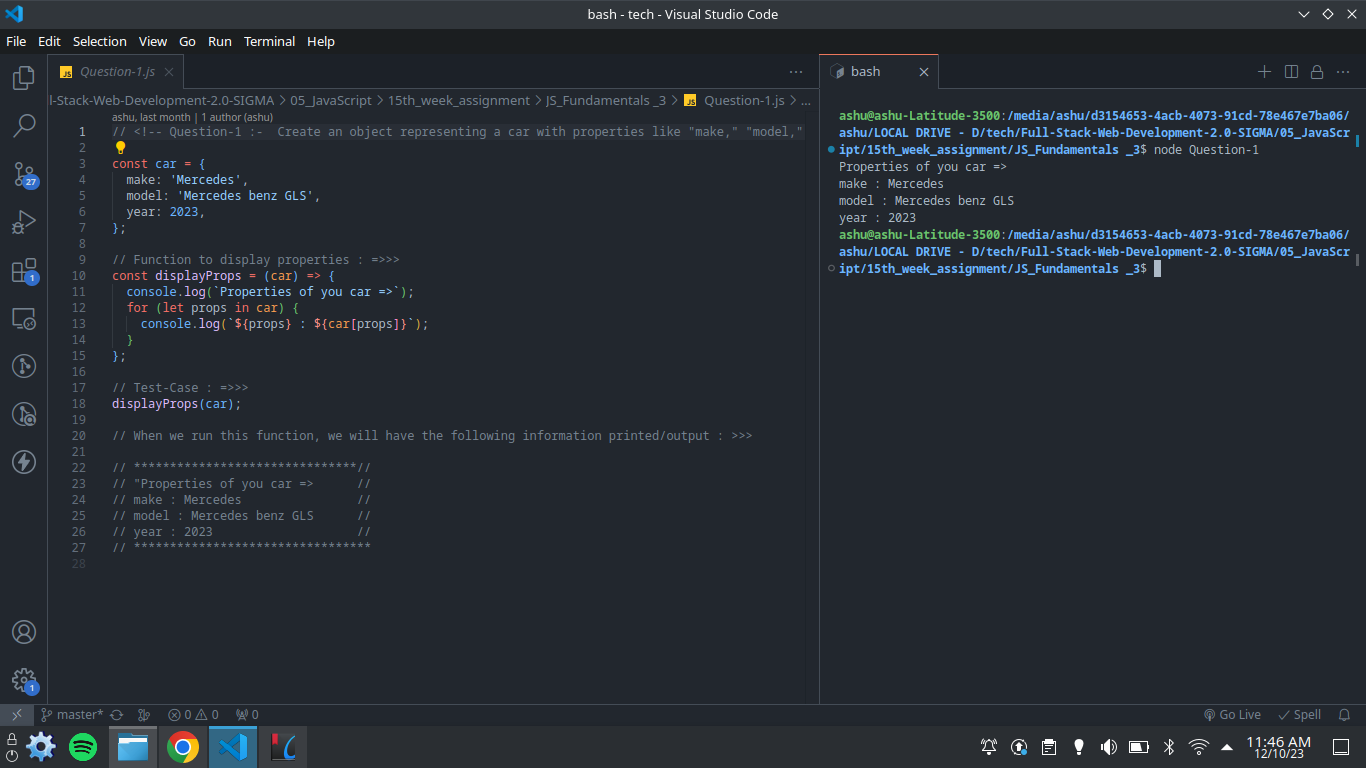 bash - tech - Visual Studio Code
File Edit Selection View Go Run Terminal Help
Question-1.js
bash
l-Stack-Web-Development-2.0-SIGMA > 05_JavaScript > 15th_week_assignment > JS_Fundamentals _3 > JS Question-1.js > ...
ashu, last month | 1 author (ashu)
1 // <!-- Question-1 :-  Create an object representing a car with properties like "make," "model,"
2
3 const car = {
4   make: 'Mercedes',
5   model: 'Mercedes benz GLS',
6   year: 2023,
7 };
8
9 // Function to display properties : =>>>
10 const displayProps = (car) => {
11   console.log(`Properties of you car =>`);
12   for (let props in car) {
13     console.log(`${props} : ${car[props]}`);
14   }
15 };
16
17 // Test-Case : =>>>
18 displayProps(car);
19
20 // When we run this function, we will have the following information printed/output : >>>
21
22 // *******************************//
23 // "Properties of you car =>      //
24 // make : Mercedes                //
25 // model : Mercedes benz GLS      //
26 // year : 2023                    //
27 // *********************************
28
ashu@ashu-Latitude-3500:/media/ashu/d3154653-4acb-4073-91cd-78e467e7ba06/
ashu/LOCAL DRIVE - D/tech/Full-Stack-Web-Development-2.0-SIGMA/05_JavaScr
ipt/15th_week_assignment/JS_Fundamentals _3$ node Question-1
Properties of you car =>
make : Mercedes
model : Mercedes benz GLS
year : 2023
ashu@ashu-Latitude-3500:/media/ashu/d3154653-4acb-4073-91cd-78e467e7ba06/
ashu/LOCAL DRIVE - D/tech/Full-Stack-Web-Development-2.0-SIGMA/05_JavaScr
ipt/15th_week_assignment/JS_Fundamentals _3$
27
1
1
master* 0 0 0 Go Live Spell
11:46 AM
12/10/23